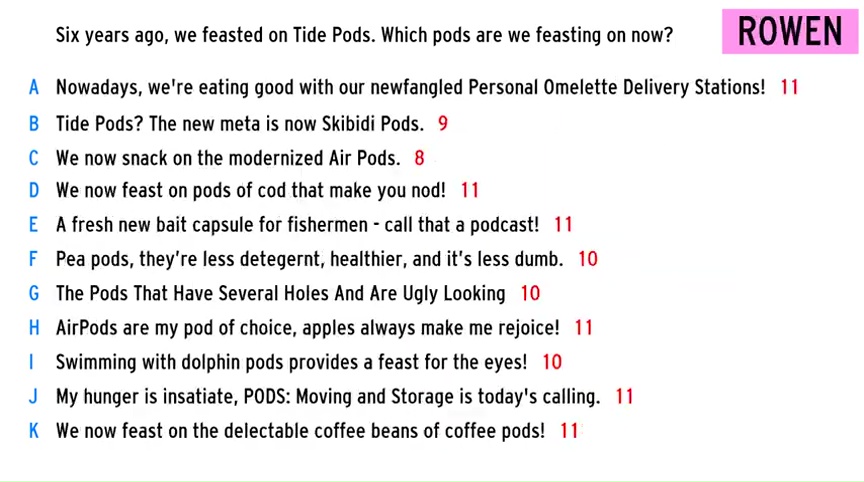 Six years ago, we feasted on Tide Pods. Which pods are we feasting on now?
ROWEN
A Nowadays, we're eating good with our newfangled Personal Omelette Delivery Stations! 11
B Tide Pods? The new meta is now Skibidi Pods. 9
C We now snack on the modernized Air Pods. 8
D We now feast on pods of cod that make you nod! 11
E A fresh new bait capsule for fishermen - call that a podcast! 11
F Pea pods, they're less detegernt, healthier, and it's less dumb. 10
G The Pods That Have Several Holes And Are Ugly Looking 10
H AirPods are my pod of choice, apples always make me rejoice! 11
I Swimming with dolphin pods provides a feast for the eyes! 10
J My hunger is insatiate, PODS: Moving and Storage is today's calling. 11
K We now feast on the delectable coffee beans of coffee pods! 11